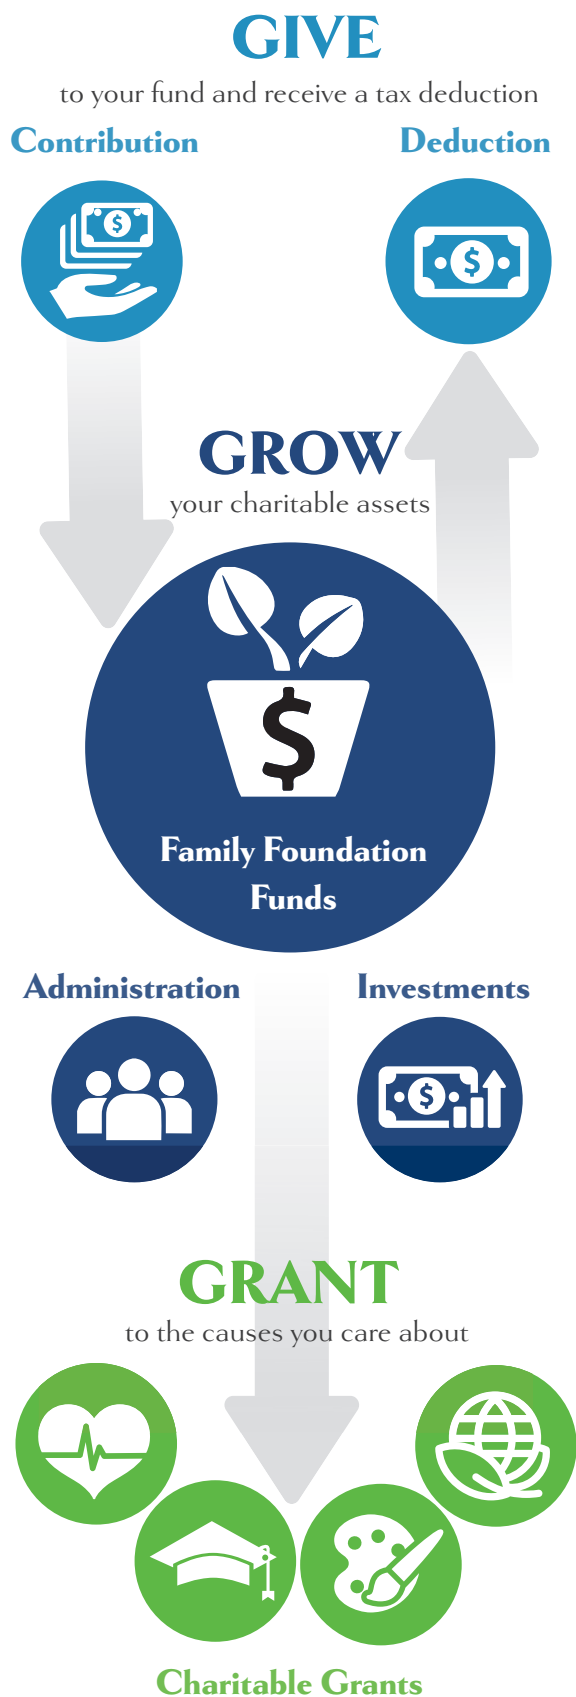 GIVE
to your fund and receive a tax deduction
Contribution
Deduction
$
$
GROW
your charitable assets
$
Family Foundation
Funds
Administration
Investments
$
GRANT
to the causes you care about
Charitable Grants